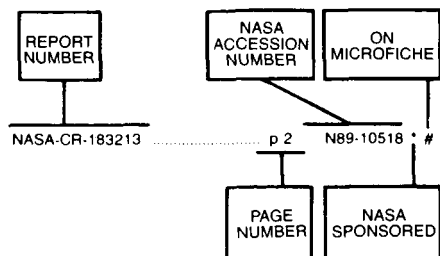 REPORT
NUMBER
NASA
ACCESSION
NUMBER
ON
MICROFICHE
NASA-CR-183213 .................... p 2 N89-10518 * #
PAGE
NUMBER
NASA
SPONSORED